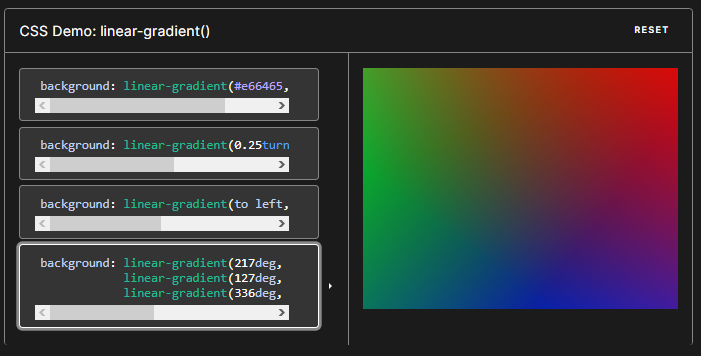 CSS Demo: linear-gradient()
RESET
background: linear-gradient(#e66465,
background: linear-gradient(0.25turn
background: linear-gradient(to left,
background: linear-gradient(217deg,
linear-gradient(127deg,
linear-gradient(336deg,